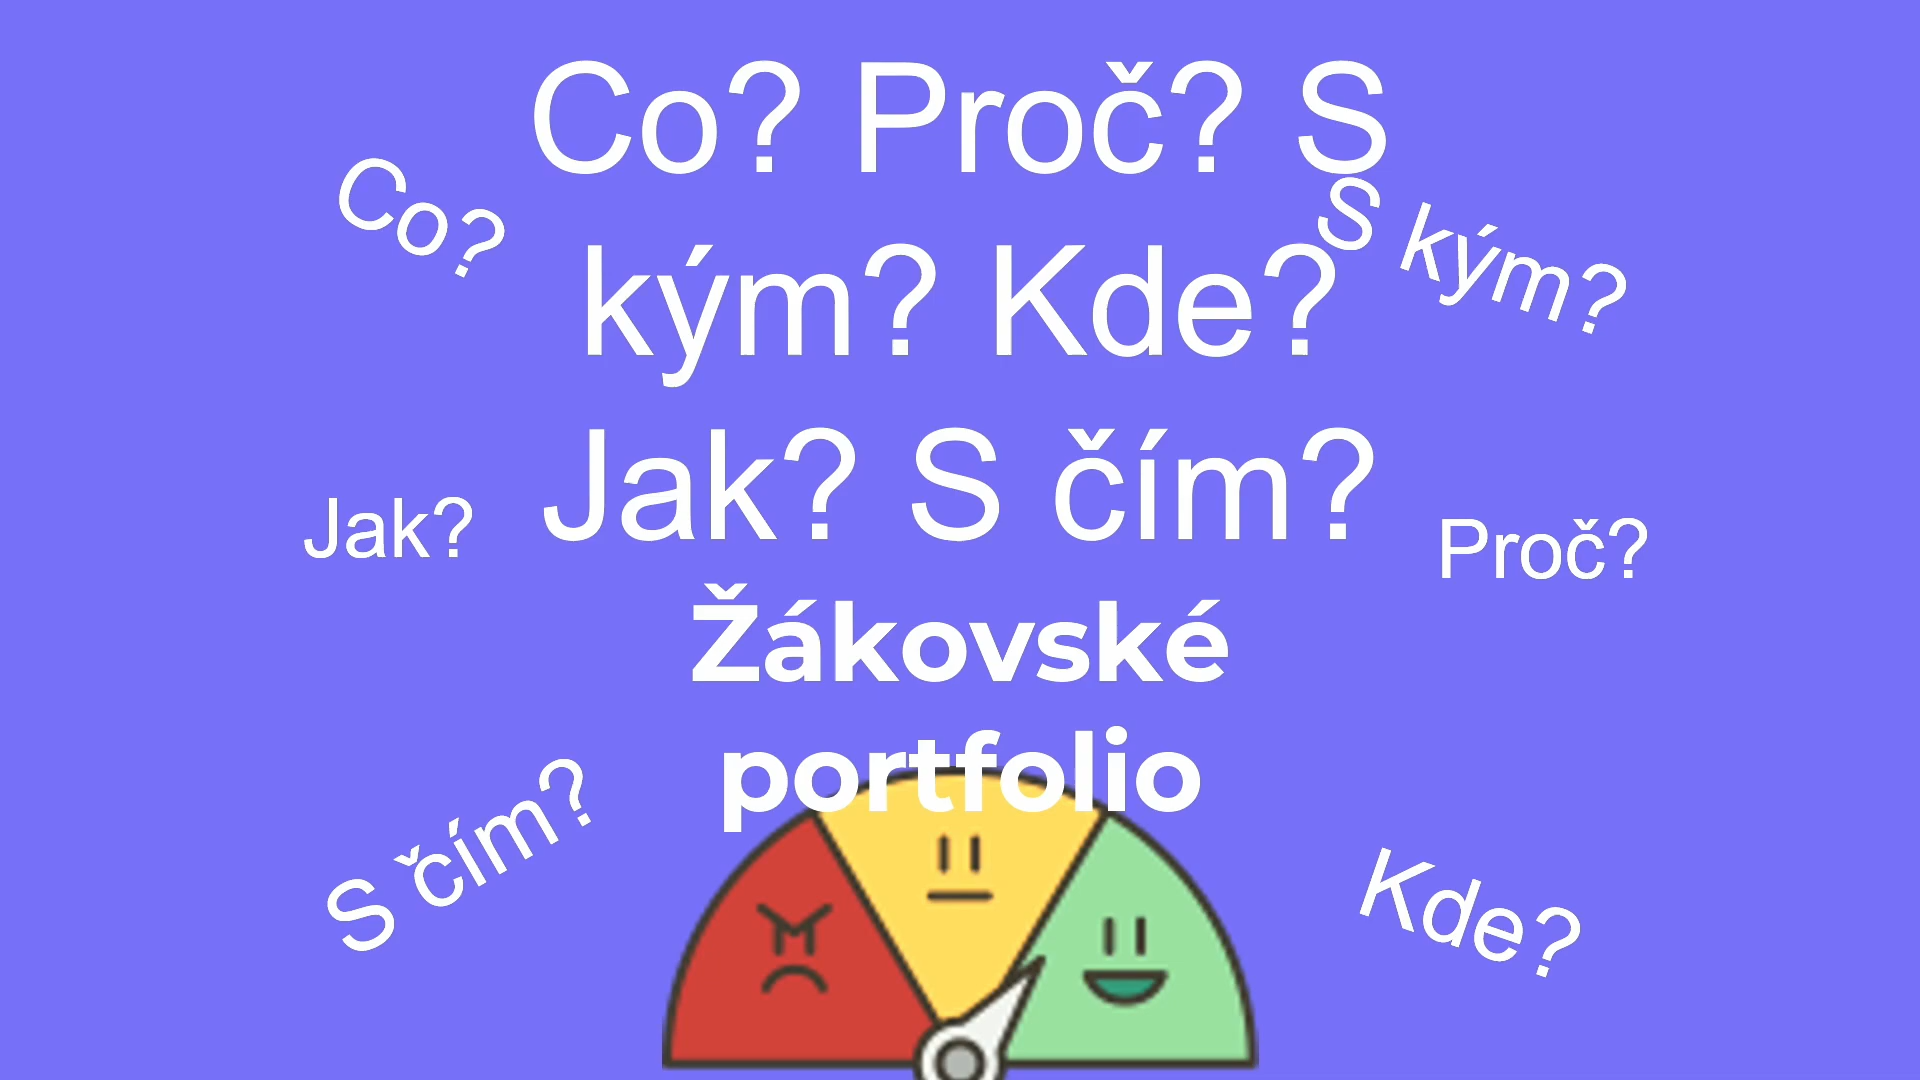 Co? Proč? S
kým? Kde?
Jak? S čím?
Žákovské
portfolio
Co?
S kým?
Jak?
Proč?
S čím?
Kde?